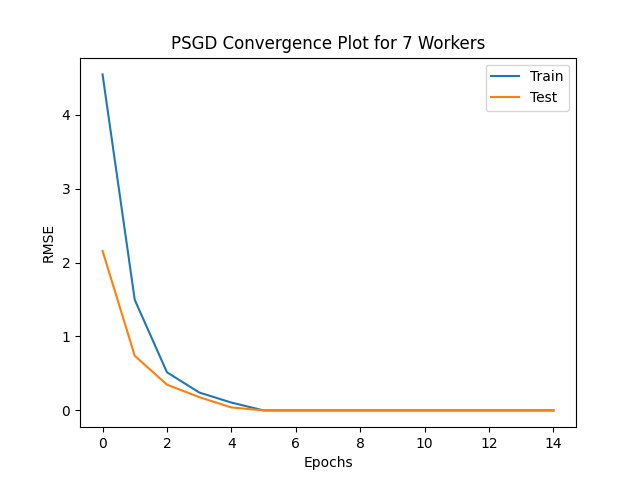 PSGD Convergence Plot for 7 Workers
Train
Test
RMSE
4
3
2
1
0
0 2 4 6 8 10 12 14
Epochs